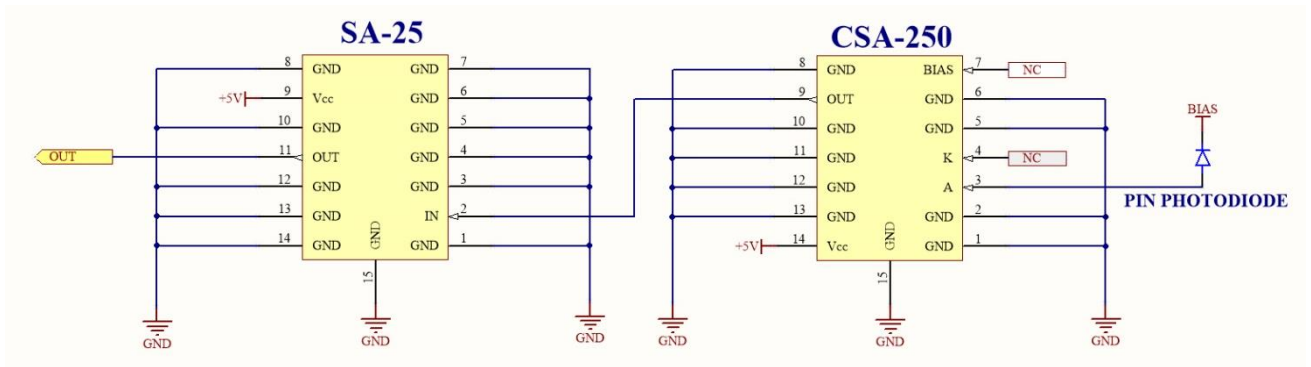 SA-25
CSA-250
8 GND GND 7
9 Vcc GND 6
+5V
10 GND GND 5
OUT
11 OUT GND 4
12 GND GND 3
13 GND IN 2
14 GND GND 1
GND
15
GND
GND
GND
8 GND BIAS 7 NC
9 OUT GND 6
10 GND GND 5
11 GND K 4 NC
12 GND A 3
13 GND GND 2
+5V 14 Vcc GND 1
GND
15
GND
GND
GND
BIAS
PIN PHOTODIODE